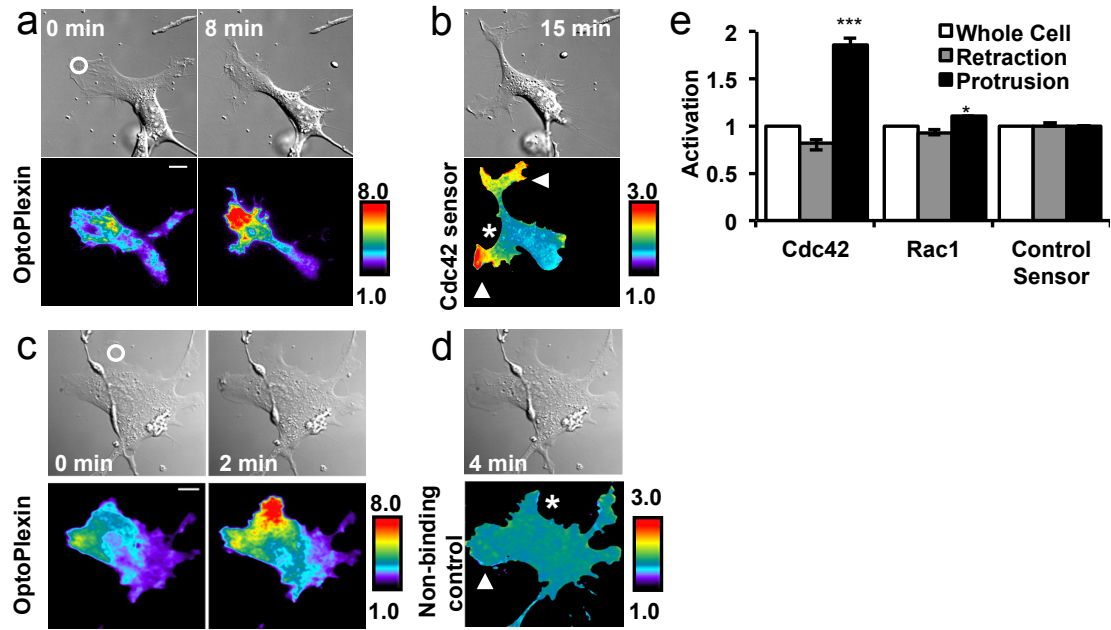 a
0 min
8 min
OptoPlexin
8.0
1.0
b
15 min
Cdc42 sensor
*
3.0
1.0
c
0 min
2 min
OptoPlexin
8.0
1.0
d
4 min
Non-binding
control
*
3.0
1.0
e
Activation
2
1.5
1
0.5
0
***
*
Whole Cell
Retraction
Protrusion
Cdc42
Rac1
Control
Sensor